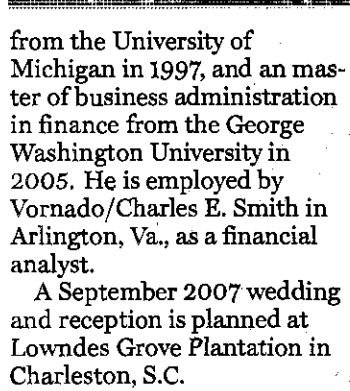 from the University of
Michigan in 1997, and an mas-
ter of business administration
in finance from the George
Washington University in
2005. He is employed by
Vornado/Charles E. Smith in
Arlington, Va., as a financial
analyst.
A September 2007 wedding
and reception is planned at
Lowndes Grove Plantation in
Charleston, S.C.